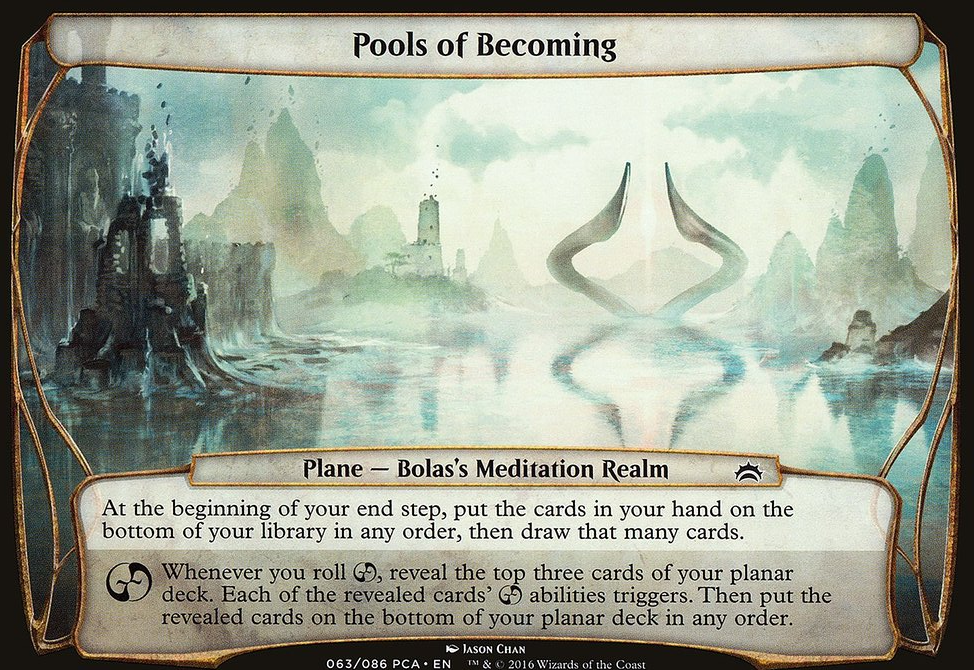 Pools of Becoming
Plane — Bolas's Meditation Realm
At the beginning of your end step, put the cards in your hand on the
bottom of your library in any order, then draw that many cards.
Whenever you roll , reveal the top three cards of your planar
deck. Each of the revealed cards' abilities triggers. Then put the
revealed cards on the bottom of your planar deck in any order.
Jason Chan
063/086 PCA • EN ™ & © 2016 Wizards of the Coast